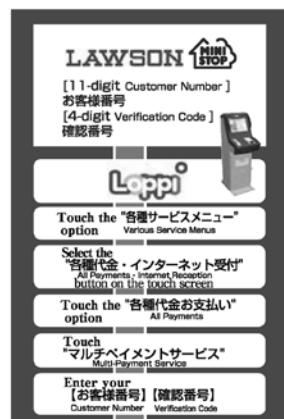 LAWSON MINI STOP
[11-digit Customer Number]
お客様番号
[4-digit Verification Code]
確認番号
Loppi
Touch the "各種サービスメニュー"
option Various Service Menus
Select the
"各種代金・インターネット受付"
All Payments・Internet Reception
button on the touch screen
Touch the "各種代金お支払い"
option All Payments
Touch
"マルチペイメントサービス"
Multi-Payment Service
Enter your
【お客様番号】【確認番号】
Customer Number Verification Code